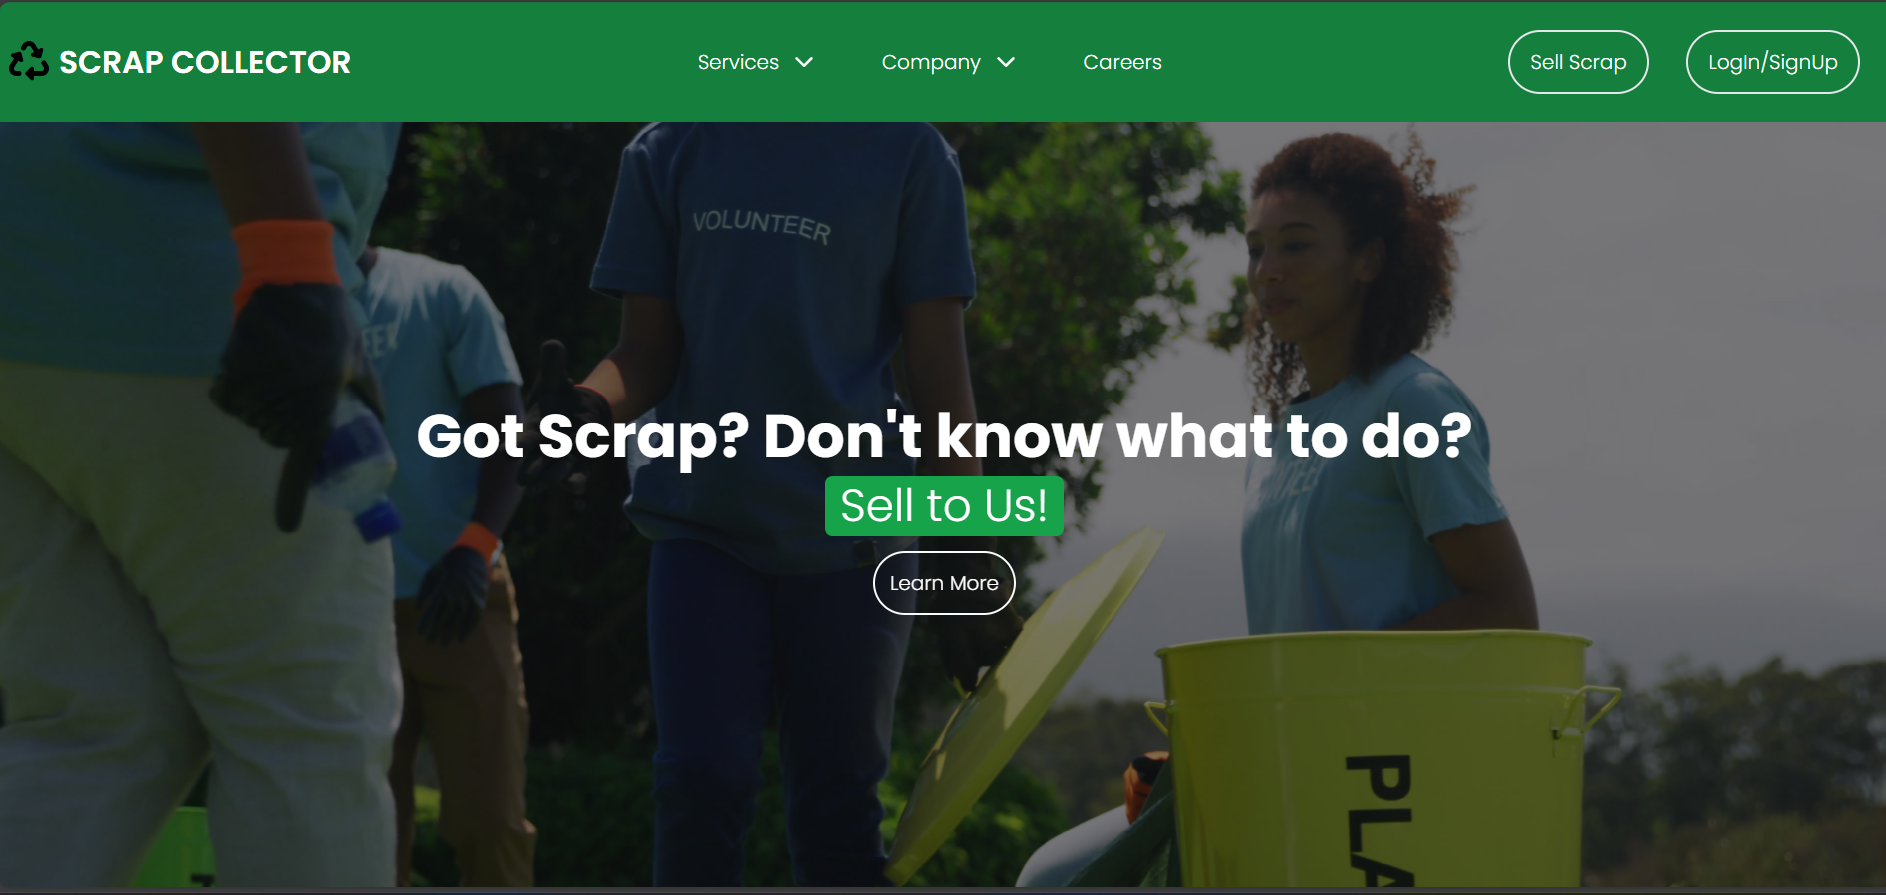 SCRAP COLLECTOR
Services
Company
Careers
Sell Scrap
LogIn/SignUp
VOLUNTEER
Got Scrap? Don't know what to do?
Sell to Us!
Learn More
PLA